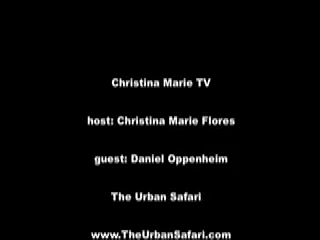 Christina Marie TV
host: Christina Marie Flores
guest: Daniel Oppenheim
The Urban Safari
www.TheUrbanSafari.com